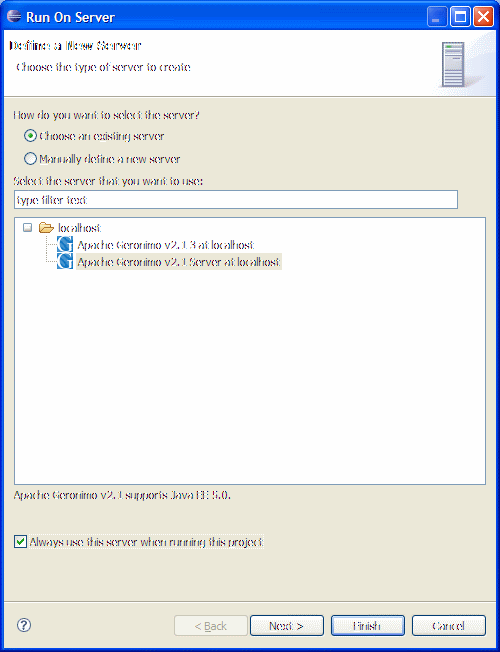 Run On Server
Define a New Server
Choose the type of server to create
How do you want to select the server?
Choose an existing server
Manually define a new server
Select the server that you want to use:
type filter text
localhost
Apache Geronimo v2.1.3 at localhost
Apache Geronimo v2.1 Server at localhost
Apache Geronimo v2.1 supports Java EE 5.0.
Always use this server when running this project
< Back
Next >
Finish
Cancel